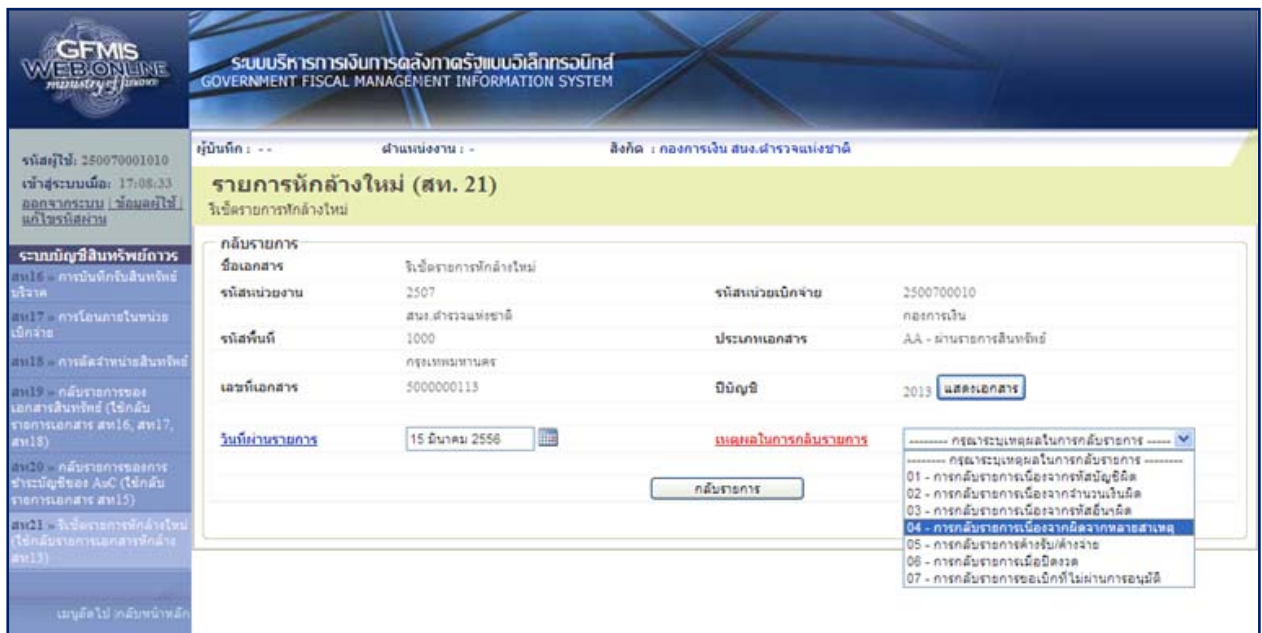 GFMIS
WEB ONLINE
ministry of finance
ระบบบริหารการเงินการคลังภาครัฐแบบอิเล็กทรอนิกส์
GOVERNMENT FISCAL MANAGEMENT INFORMATION SYSTEM
รหัสผู้ใช้: 250070001010
เข้าสู่ระบบเมื่อ: 17:08:33
ออกจากระบบ | ข้อมูลผู้ใช้ |
แก้ไขรหัสผ่าน
ระบบบัญชีสินทรัพย์ถาวร
สท16 » การบันทึกรับสินทรัพย์
บริจาค
สท17 » การโอนภายในหน่วย
เบิกจ่าย
สท18 » การตัดจำหน่ายสินทรัพย์
สท19 » กลับรายการของ
เอกสารสินทรัพย์ (ใช้กลับ
รายการเอกสาร สท16, สท17,
สท18)
สท20 » กลับรายการของการ
ชำระบัญชีของ AuC (ใช้กลับ
รายการเอกสาร สท15)
สท21 » รีเซ็ตรายการหักล้างใหม่
(ใช้กลับรายการเอกสารหักล้าง
สท13)
เมนูถัดไป |กลับหน้าหลัก
ผู้บันทึก : - - ตำแหน่งงาน : - สังกัด : กองการเงิน สนง.ตำรวจแห่งชาติ
รายการหักล้างใหม่ (สท. 21)
รีเซ็ตรายการหักล้างใหม่
กลับรายการ
ชื่อเอกสาร รีเซ็ตรายการหักล้างใหม่
รหัสหน่วยงาน 2507 รหัสหน่วยเบิกจ่าย 2500700010
สนง.ตำรวจแห่งชาติ กองการเงิน
รหัสพื้นที่ 1000 ประเภทเอกสาร AA - ผ่านรายการสินทรัพย์
กรุงเทพมหานคร
เลขที่เอกสาร 5000000113 ปีบัญชี 2013 แสดงเอกสาร
วันที่ผ่านรายการ 15 มีนาคม 2556 เหตุผลในการกลับรายการ -------- กรุณาระบุเหตุผลในการกลับรายการ -----
-------- กรุณาระบุเหตุผลในการกลับรายการ --------
01 - การกลับรายการเนื่องจากรหัสบัญชีผิด
02 - การกลับรายการเนื่องจากจำนวนเงินผิด
03 - การกลับรายการเนื่องจากรหัสอื่นๆผิด
04 - การกลับรายการเนื่องจากผิดจากหลายสาเหตุ
05 - การกลับรายการค้างรับ/ค้างจ่าย
06 - การกลับรายการเมื่อปิดงวด
07 - การกลับรายการขอเบิกที่ไม่ผ่านการอนุมัติ
กลับรายการ